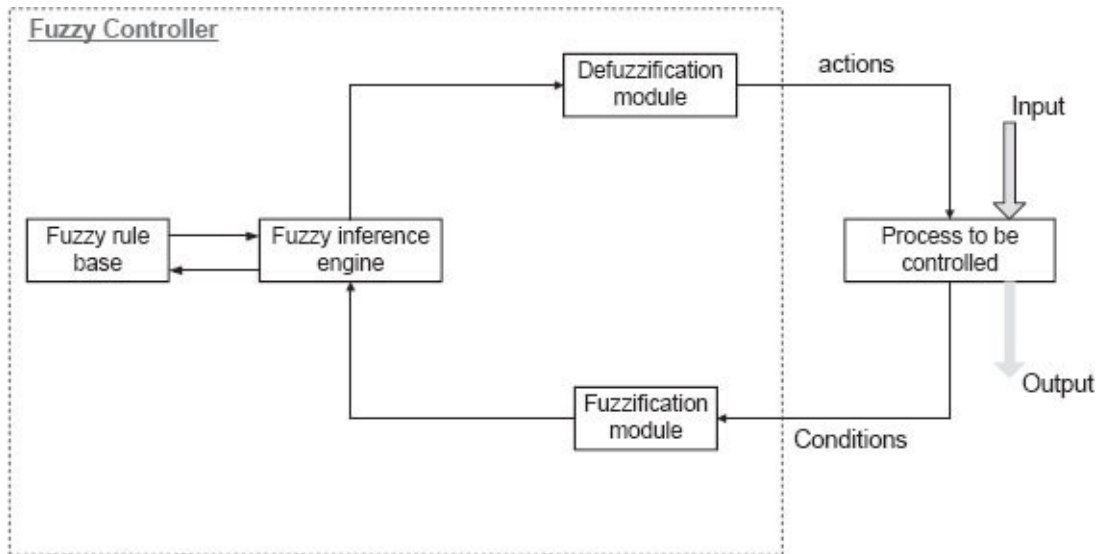 Fuzzy Controller
Defuzzification
module
actions
Input
Fuzzy rule
base
Fuzzy inference
engine
Process to be
controlled
Output
Fuzzification
module
Conditions